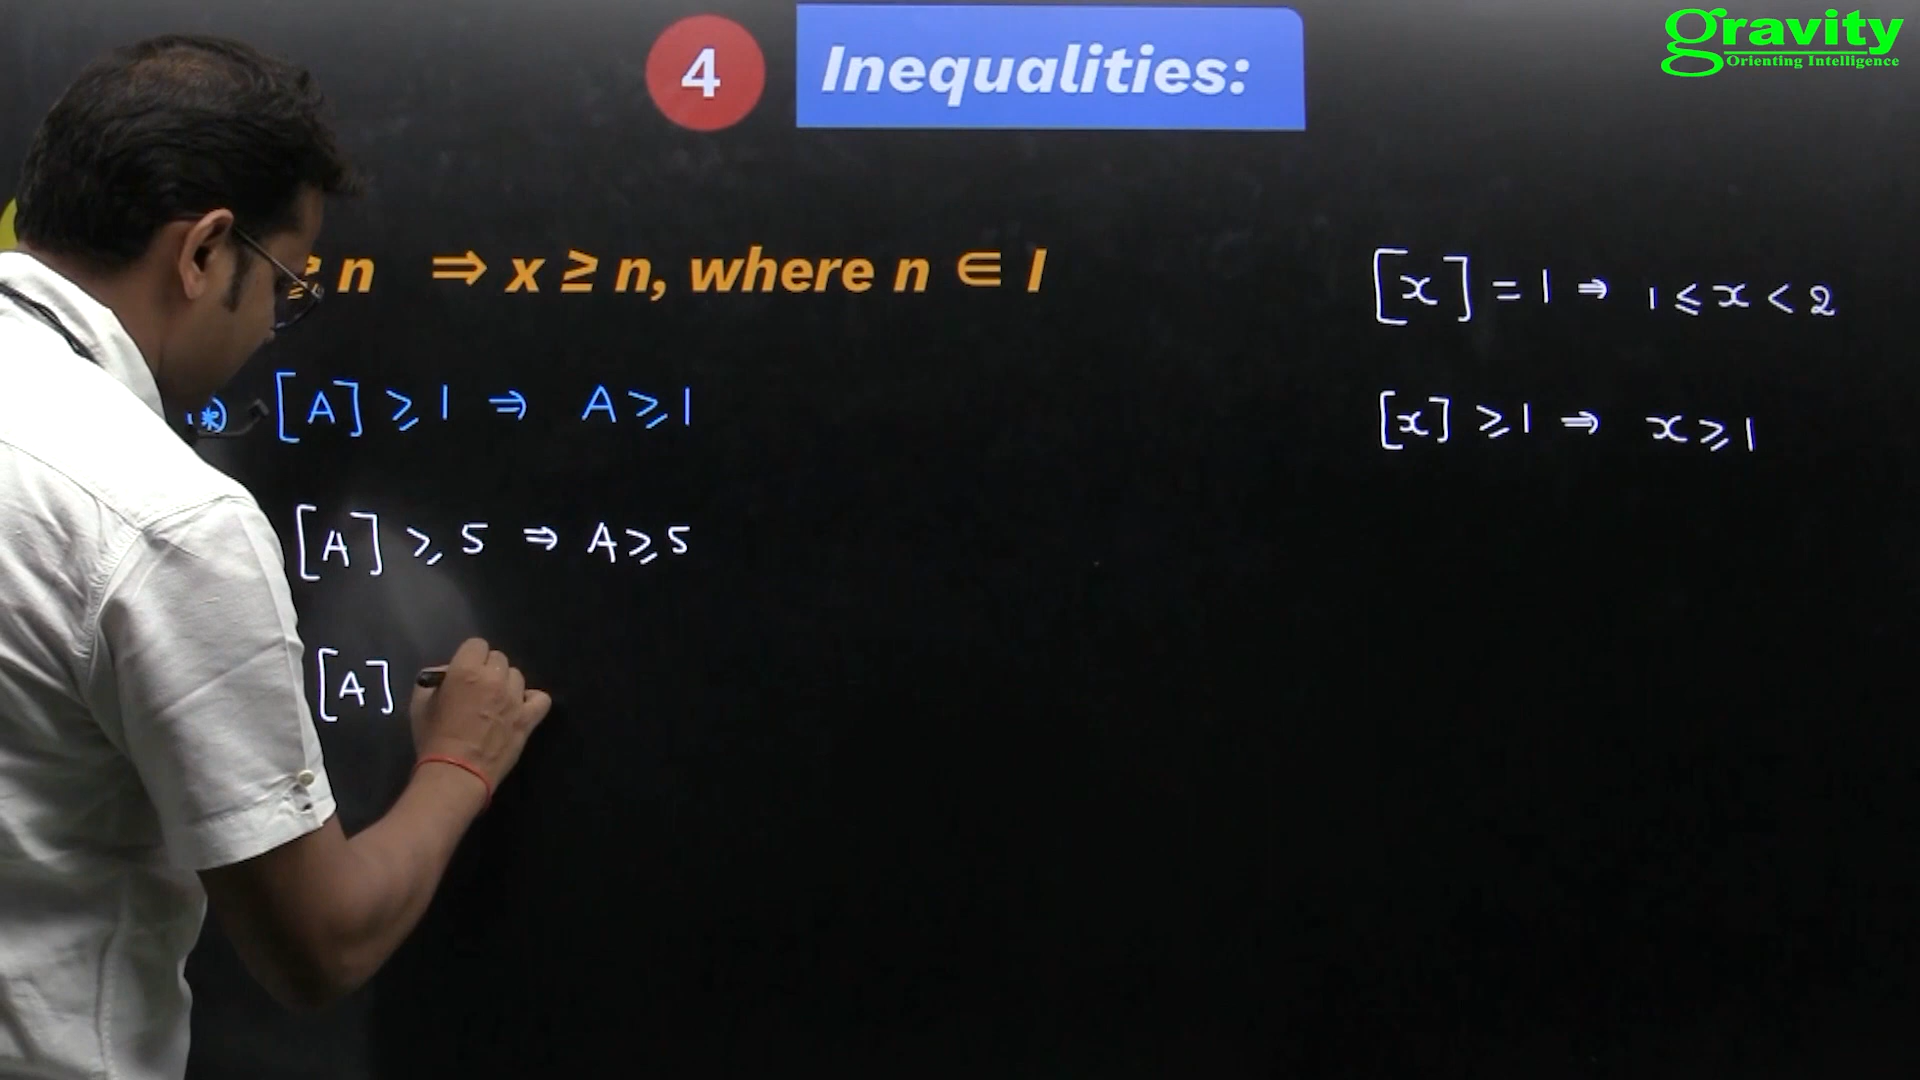 gravity
Orienting Intelligence
4 Inequalities:
≥ n ⇒ x ≥ n, where n ∈ I
[x] = 1 ⇒ 1 ≤ x < 2
*) [A] ≥ 1 ⇒ A ≥ 1
[x] ≥ 1 ⇒ x ≥ 1
[A] ≥ 5 ⇒ A ≥ 5
[A]